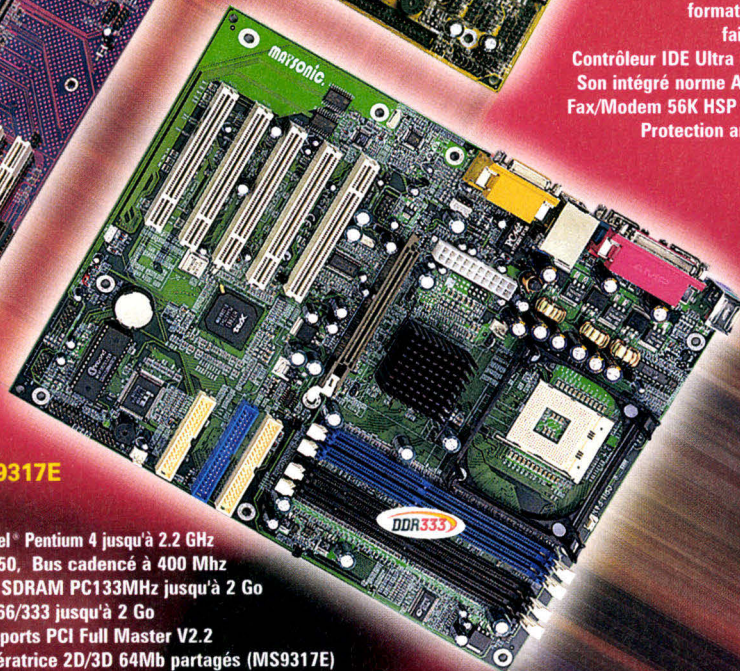 format
fai
Contrôleur IDE Ultra
Son intégré norme A
Fax/Modem 56K HSP
Protection a
MAYSONIC.
AMP
DDR333
9317E
el® Pentium 4 jusqu'à 2.2 GHz
50, Bus cadencé à 400 Mhz
SDRAM PC133MHz jusqu'à 2 Go
66/333 jusqu'à 2 Go
ports PCI Full Master V2.2
ératrice 2D/3D 64Mb partagés (MS9317E)